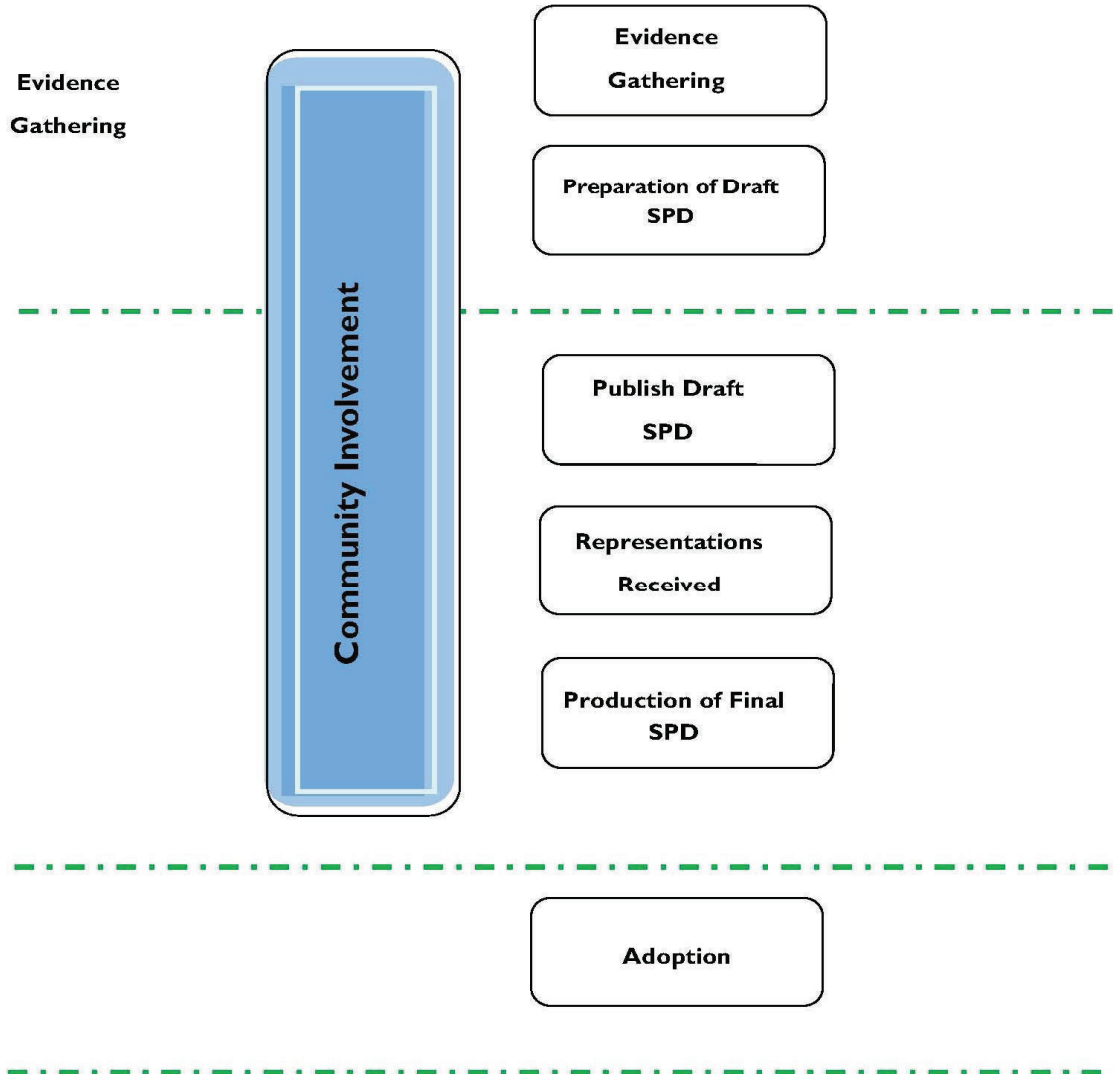 Evidence
Gathering
Community Involvement
Evidence
Gathering
Preparation of Draft
SPD
Publish Draft
SPD
Representations
Received
Production of Final
SPD
Adoption